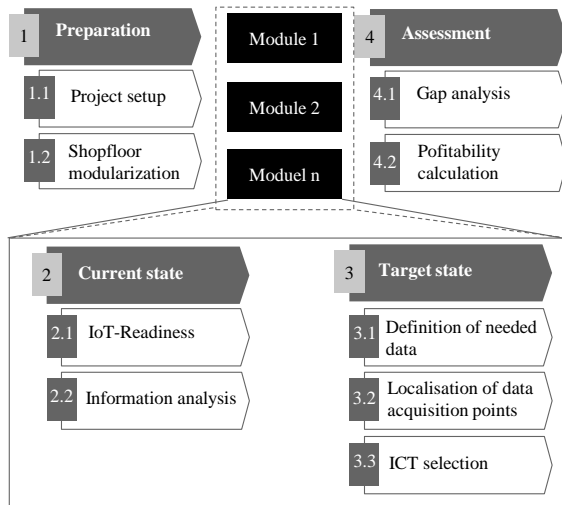 1
Preparation
1.1
Project setup
1.2
Shopfloor
modularization
Module 1
Module 2
Moduel n
4
Assessment
4.1
Gap analysis
4.2
Pofitability
calculation
2
Current state
2.1
IoT-Readiness
2.2
Information analysis
3
Target state
3.1
Definition of needed
data
3.2
Localisation of data
acquisition points
3.3
ICT selection